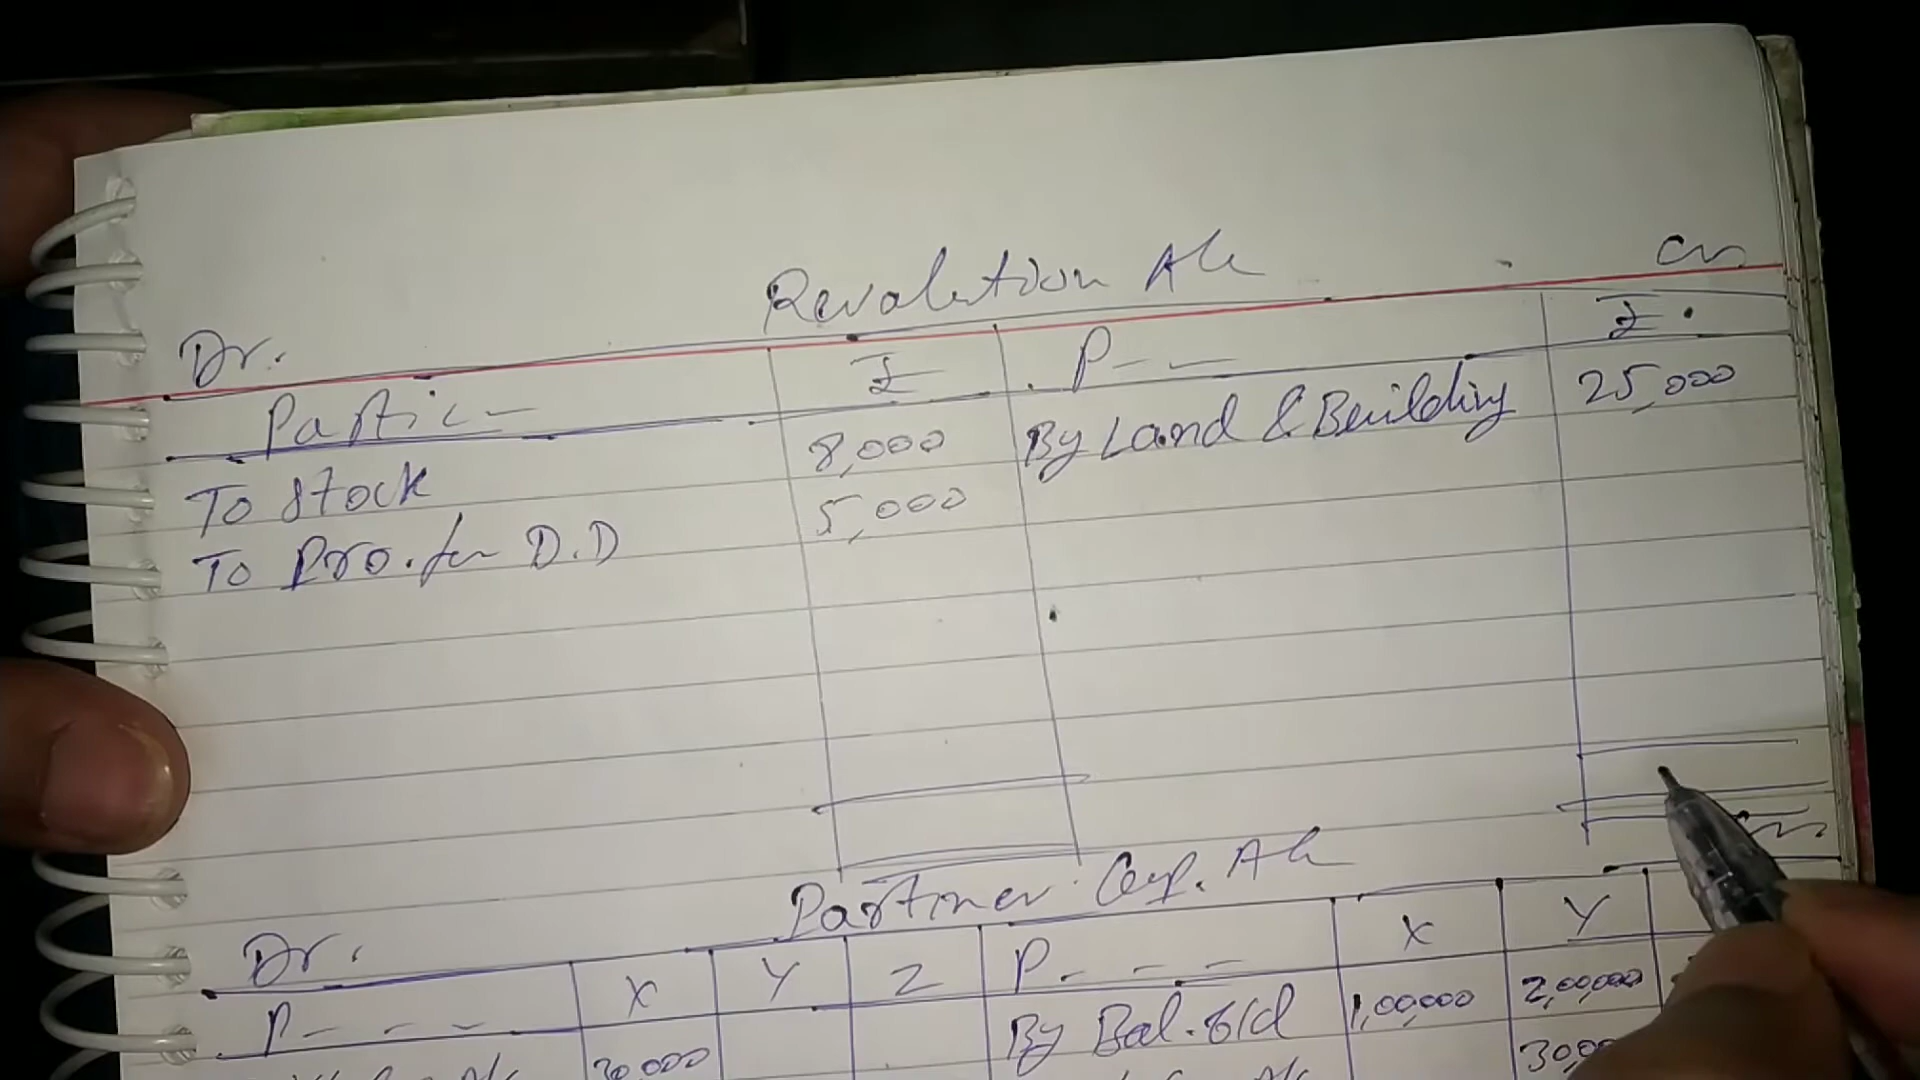 Revalution A/c
Dr. Cr
Partic- ₹ P-- ₹.
To Stock 8,000 By Land & Building 25,000
To Pro. for D.D 5,000
Partiner Cap. A/c
Dr.
P--- X Y Z P. --- X Y
By Bal. b/d 1,00,000 2,00,000
A/c A/c